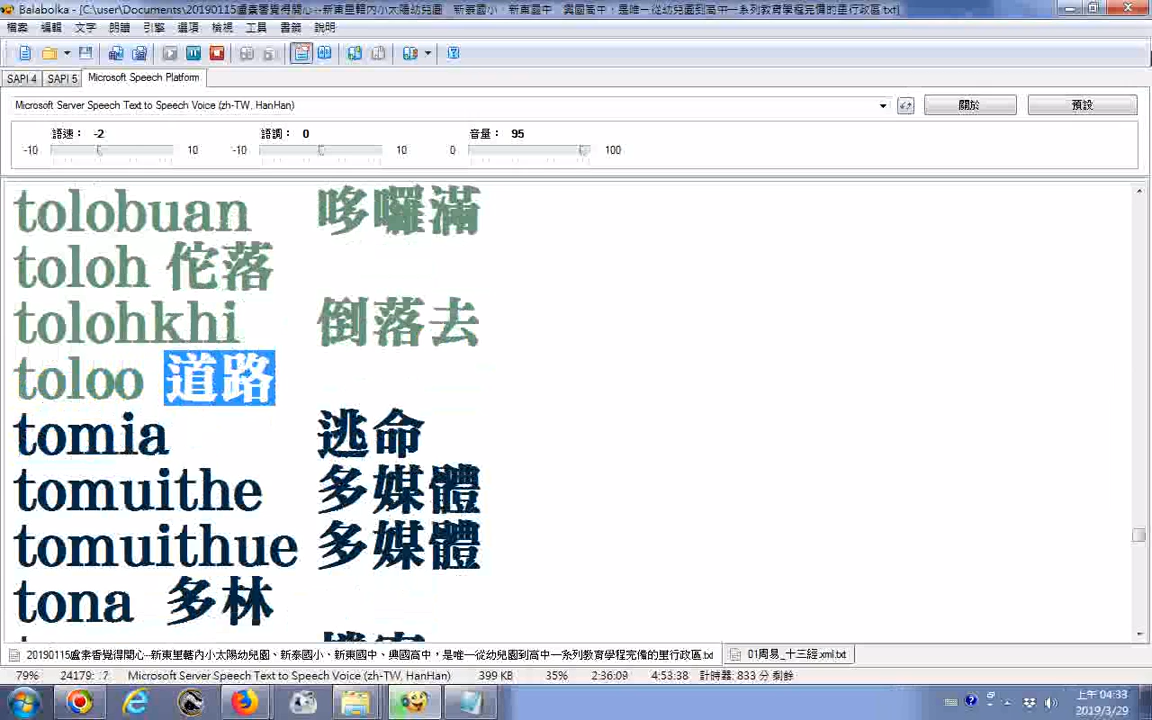 Balabolka - [C:\user\Documents\20190115盧素香覺得開心--新東里轄內小太陽幼兒園、新泰國小、新東國中、興國高中，是唯一從幼兒園到高中一系列教育學程完備的里行政區.txt]
檔案 編輯 文字 朗讀 引擎 選項 檢視 工具 書籤 說明
SAPI 4 SAPI 5 Microsoft Speech Platform
Microsoft Server Speech Text to Speech Voice (zh-TW, HanHan) 關於 預設
語速： -2 語調： 0 音量： 95
-10 10 -10 10 0 100
tolobuan 哆囉滿
toloh 佗落
tolohkhi 倒落去
toloo 道路
tomia 逃命
tomuithe 多媒體
tomuithue 多媒體
tona 多林
20190115盧素香覺得開心--新東里轄內小太陽幼兒園、新泰國小、新東國中、興國高中，是唯一從幼兒園到高中一系列教育學程完備的里行政區.txt 01周易_十三經.xml.txt
79% Microsoft Server Speech Text to Speech Voice (zh-TW, HanHan) 399 KB 35% 2:36:09 4:53:38 計時器: 833 分 剩餘
上午 04:33
2019/3/29